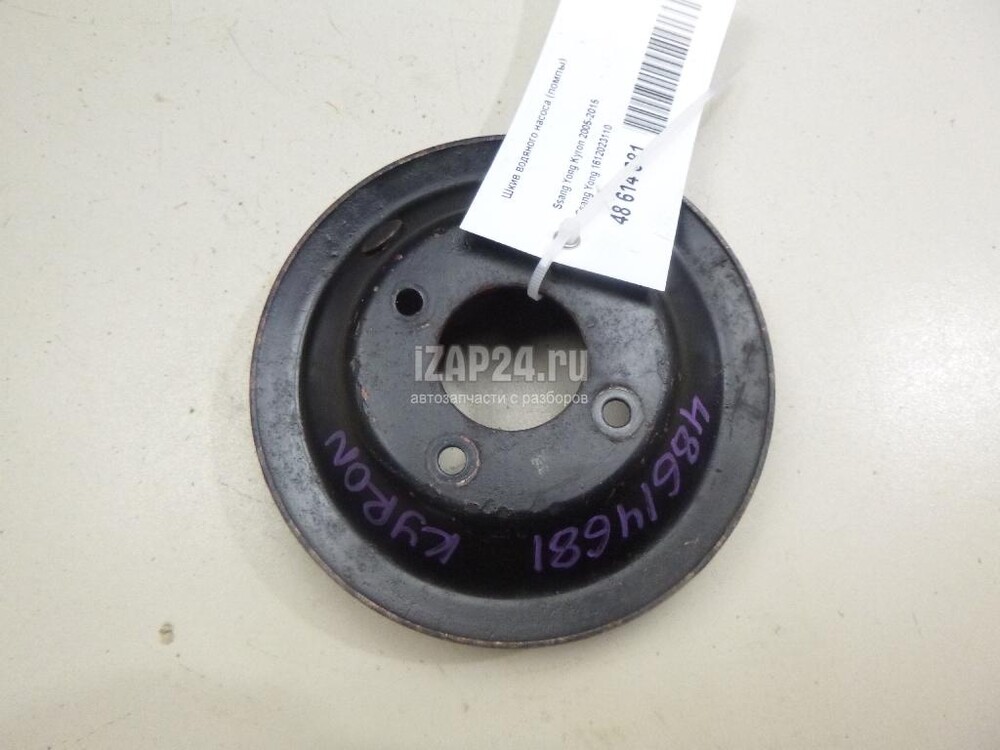 Шкив водяного насоса (помпы)
Ssang Yong Kyron 2005-2015
Ssang Yong 1612023110
48 614 681
iZAP24.ru
автозапчасти с разборов
KYRON
48614681